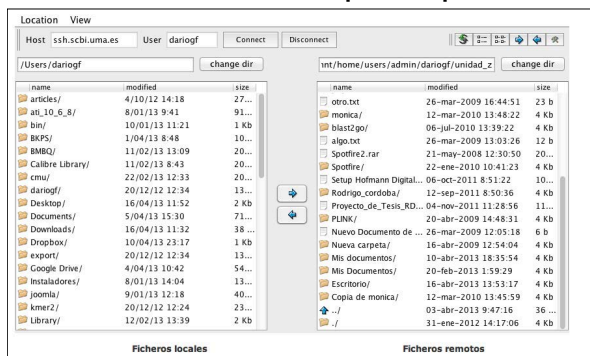 Location View
Host ssh.scbi.uma.es User dariogf Connect Disconnect
/Users/dariogf change dir
nt/home/users/admin/dariogf/unidad_z change dir
name modified size
articles/ 4/10/12 14:18 27...
ati_10_6_8/ 8/01/13 9:41 91...
bin/ 10/01/13 11:21 1 Kb
BKPS/ 1/04/13 8:48 10...
BMBQ/ 11/02/13 13:09 20...
Calibre Library/ 11/02/13 8:43 20...
cmu/ 22/02/13 12:33 20...
dariogf/ 20/12/12 12:34 13...
Desktop/ 16/04/13 11:52 2 Kb
Documents/ 5/04/13 15:30 71...
Downloads/ 16/04/13 11:32 38 ...
Dropbox/ 10/04/13 23:17 1 Kb
export/ 20/12/12 12:34 13...
Google Drive/ 4/04/13 10:42 54...
Instaladores/ 8/01/13 14:04 13...
joomla/ 9/01/13 12:18 40...
kmer2/ 20/12/12 12:24 23...
Library/ 12/02/13 13:39 2 Kb
name modified size
otro.txt 26-mar-2009 16:44:51 23 b
monica/ 12-mar-2010 13:48:22 4 Kb
blast2go/ 06-jul-2010 13:39:22 4 Kb
algo.txt 26-mar-2009 13:03:26 12 b
Spotfire2.rar 21-may-2008 12:30:50 20...
Spotfire/ 22-ene-2010 10:41:23 4 Kb
Setup Hofmann Digital... 06-oct-2011 8:51:22 10...
Rodrigo_cordoba/ 12-sep-2011 8:50:36 4 Kb
Proyecto_de_Tesis_RD... 04-nov-2011 11:28:56 11...
PLINK/ 20-abr-2009 14:48:31 4 Kb
Nuevo Documento de ... 26-mar-2009 12:05:18 6 b
Nueva carpeta/ 16-abr-2009 12:54:04 4 Kb
Mis documentos/ 10-abr-2013 18:35:54 4 Kb
Mis Documentos/ 20-feb-2013 1:59:29 4 Kb
Escritorio/ 16-abr-2013 13:53:17 4 Kb
Copia de monica/ 12-mar-2010 13:45:59 4 Kb
../ 03-abr-2013 9:47:16 36 ...
./ 31-ene-2012 14:17:06 4 Kb
Ficheros locales
Ficheros remotos